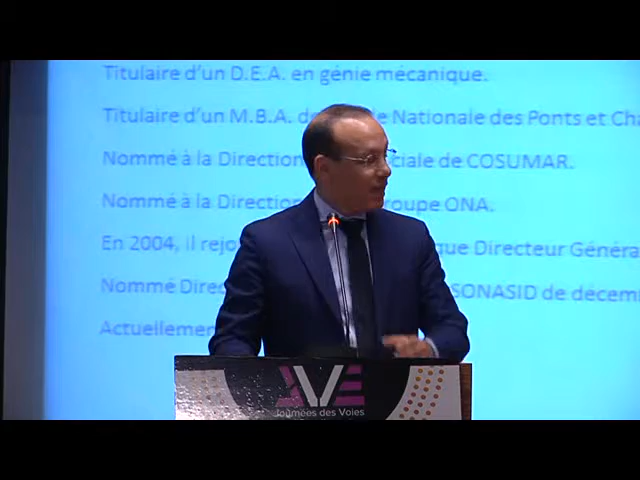 Titulaire d'un D.E.A. en génie mécanique.
Titulaire d'un M.B.A. de Nationale des Ponts et Cha
Nommé à la Direction ciale de COSUMAR.
Nommé à la Direction roupe ONA.
En 2004, il rejo que Directeur Généra
Nommé Direc SONASID de décem
Actuellemen
JVE
Journées des Voies